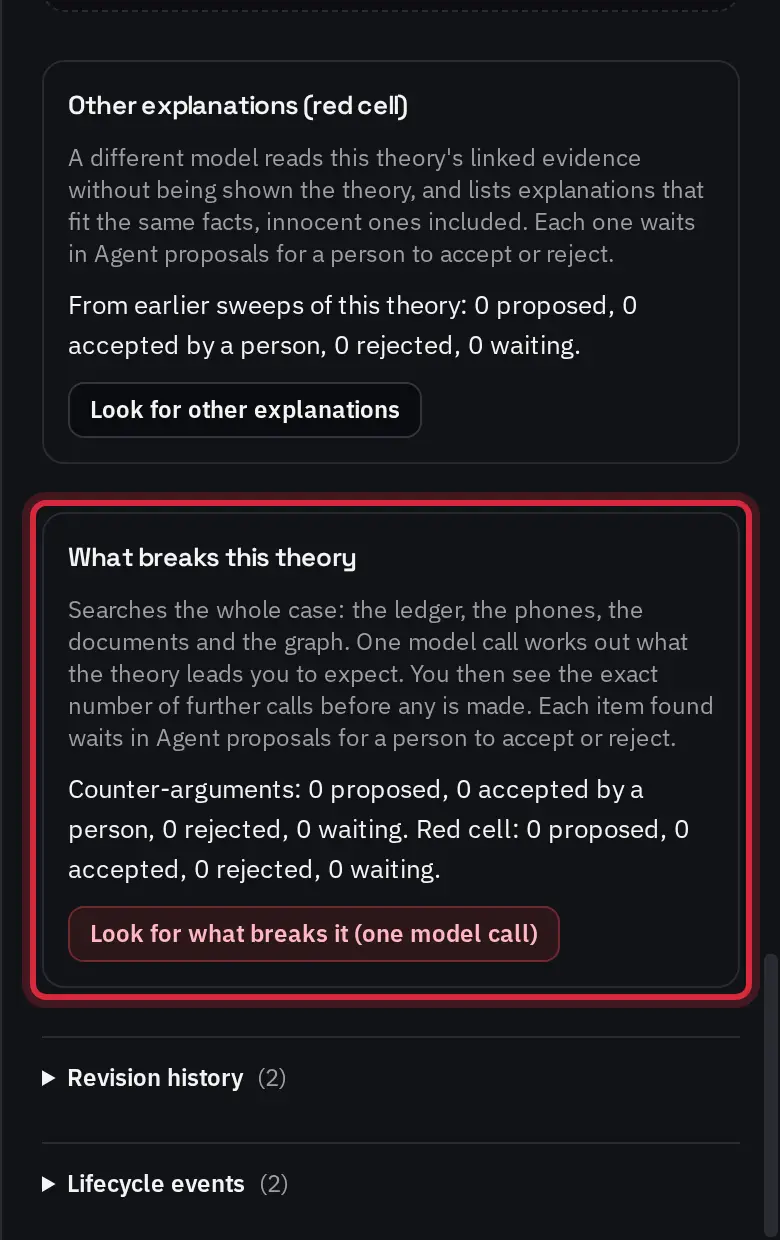 Other explanations (red cell)
A different model reads this theory's linked evidence
without being shown the theory, and lists explanations that
fit the same facts, innocent ones included. Each one waits
in Agent proposals for a person to accept or reject.
From earlier sweeps of this theory: 0 proposed, 0
accepted by a person, 0 rejected, 0 waiting.
Look for other explanations
What breaks this theory
Searches the whole case: the ledger, the phones, the
documents and the graph. One model call works out what
the theory leads you to expect. You then see the exact
number of further calls before any is made. Each item found
waits in Agent proposals for a person to accept or reject.
Counter-arguments: 0 proposed, 0 accepted by a
person, 0 rejected, 0 waiting. Red cell: 0 proposed, 0
accepted, 0 rejected, 0 waiting.
Look for what breaks it (one model call)
Revision history (2)
Lifecycle events (2)